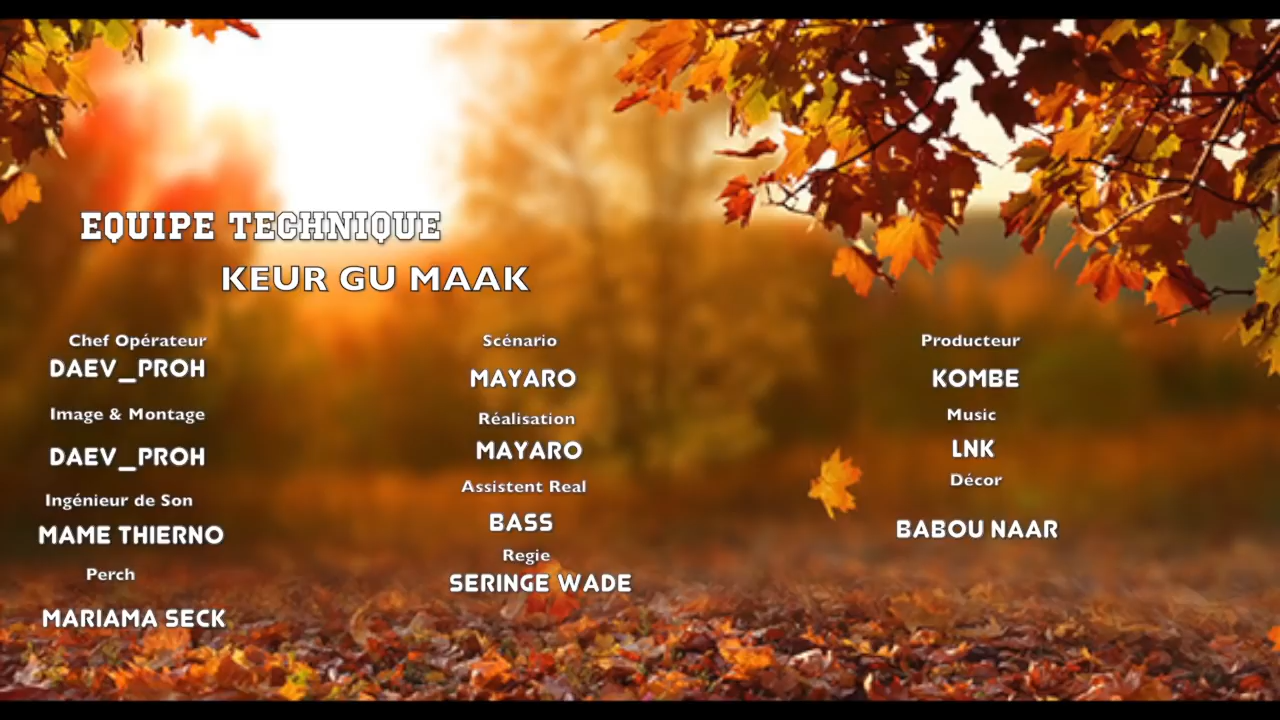 EQUIPE TECHNIQUE
KEUR GU MAAK
Chef Opérateur
DAEV_PROH
Image & Montage
DAEV_PROH
Ingénieur de Son
MAME THIERNO
Perch
MARIAMA SECK
Scénario
MAYARO
Réalisation
MAYARO
Assistent Real
BASS
Regie
SERINGE WADE
Producteur
KOMBE
Music
LNK
Décor
BABOU NAAR